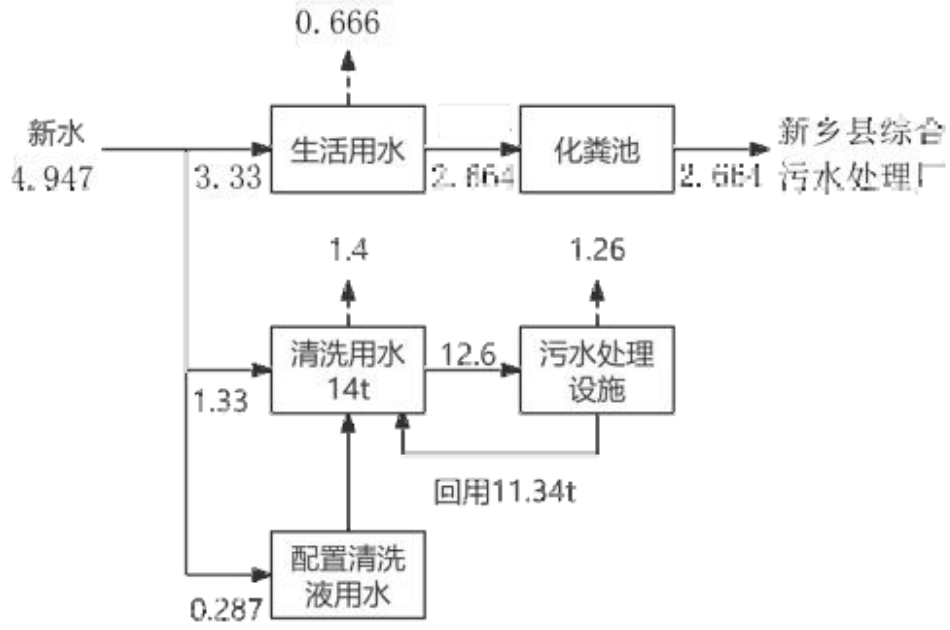 0.666
新水
4.947
3.33
生活用水
2.664
化粪池
2.664
新乡县综合
污水处理厂
1.4
1.26
1.33
清洗用水
14t
12.6
污水处理
设施
回用11.34t
0.287
配置清洗
液用水